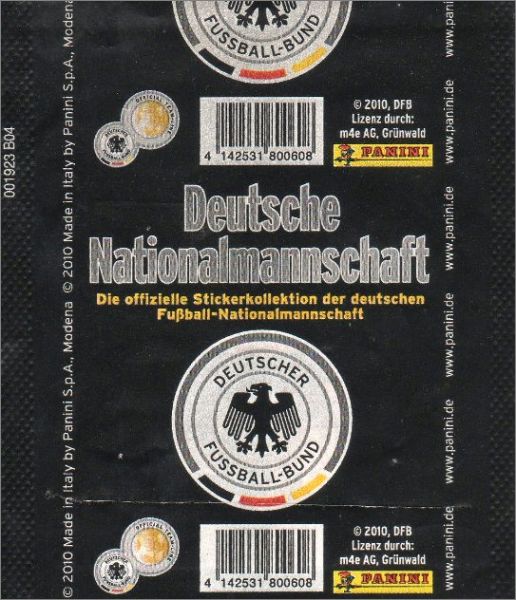 FUSSBALL-BUND
© 2010, DFB
Lizenz durch:
m4e AG, Grünwald
PANINI
4 142531 800608
Deutsche
Nationalmannschaft
Die offizielle Stickerkollektion der deutschen
Fußball-Nationalmannschaft
DEUTSCHER
FUSSBALL-BUND
© 2010, DFB
Lizenz durch:
m4e AG, Grünwald
PANINI
4 142531 800608
001923 B04
© 2010 Made in Italy by Panini S.p.A., Modena
© 2010 Made in Italy by Panini S.p.A., Modena
www.panini.de
www.panini.de
www.panini.de
www.panini.de
www.panini.de